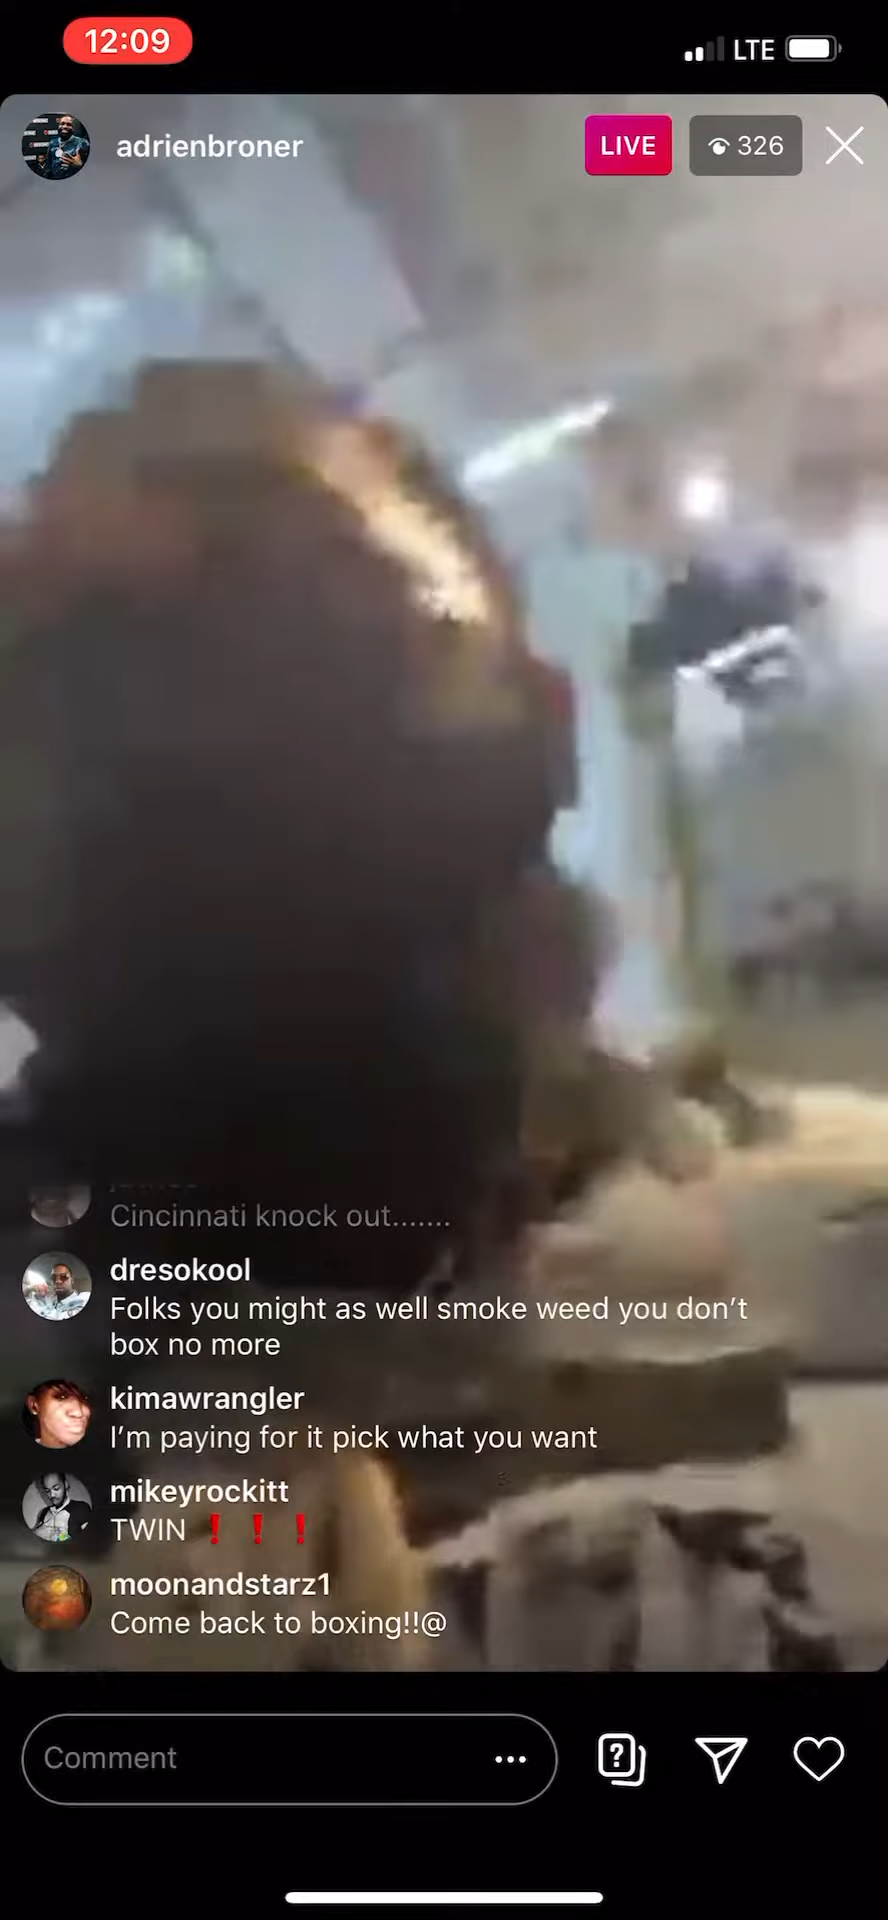 12:09
LTE
adrienbroner
LIVE
326
Cincinnati knock out.......
dresokool
Folks you might as well smoke weed you don’t
box no more
kimawrangler
I’m paying for it pick what you want
mikeyrockitt
TWIN ❗❗❗
moonandstarz1
Come back to boxing!!@
Comment